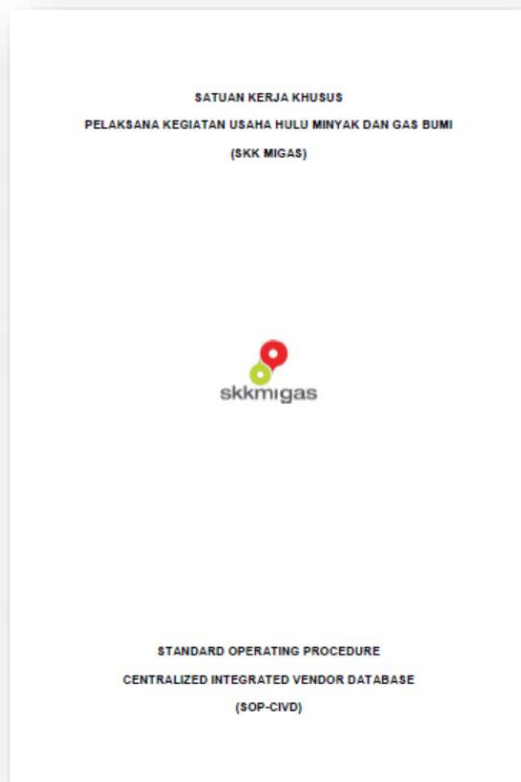 SATUAN KERJA KHUSUS
PELAKSANA KEGIATAN USAHA HULU MINYAK DAN GAS BUMI
(SKK MIGAS)
skkmigas
STANDARD OPERATING PROCEDURE
CENTRALIZED INTEGRATED VENDOR DATABASE
(SOP-CIVD)